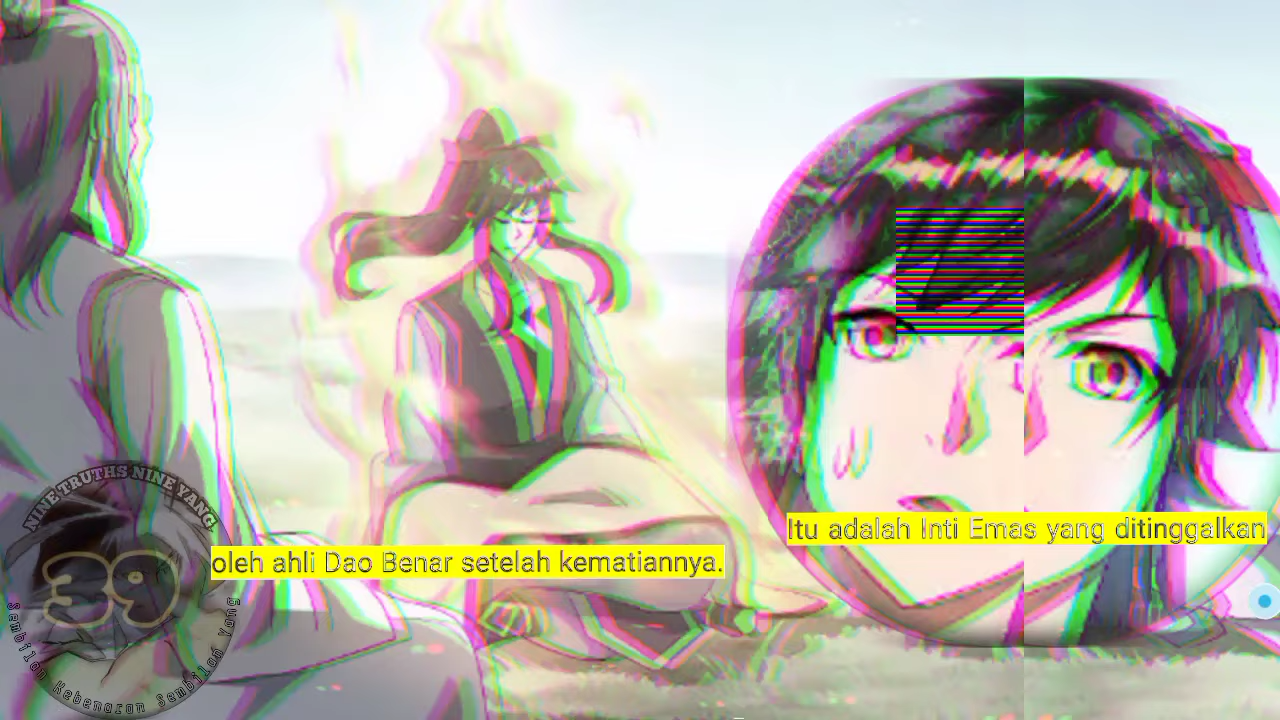 Itu adalah Inti Emas yang ditinggalkan
oleh ahli Dao Benar setelah kematiannya.
NINE TRUTHS NINE YANG
39
Sembilan Kebenaran Sembilan Yang